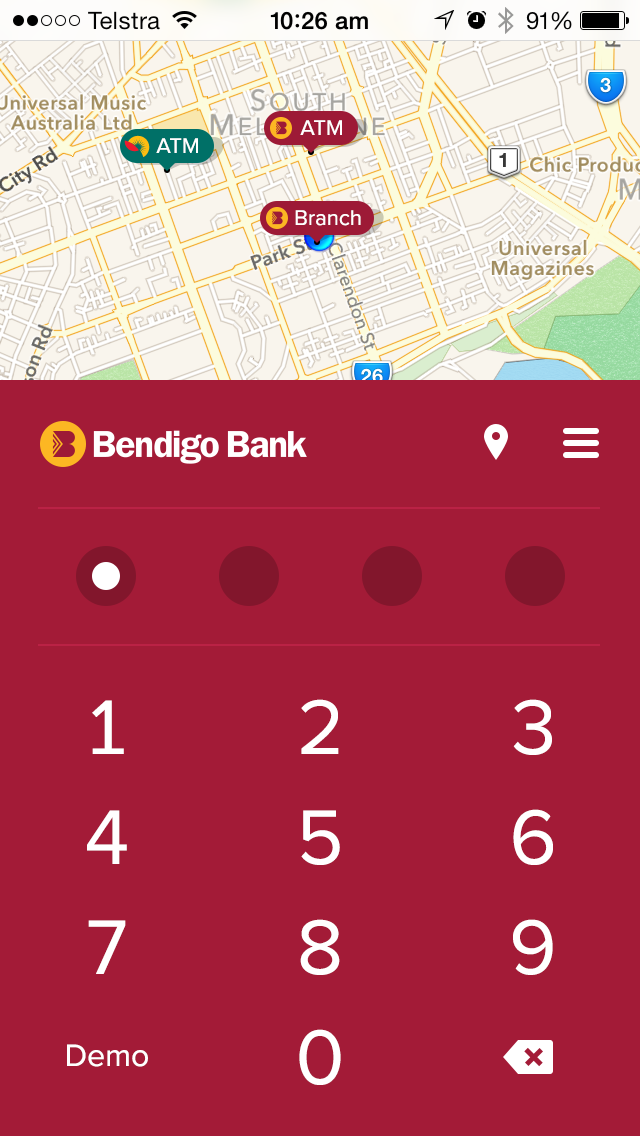 Telstra 10:26 am 91%
3
Universal Music
Australia Ltd
SOUTH
ATM
ATM
City Rd
1
Chic Produc
Branch
Park S
Clarendon St
Universal
Magazines
son Rd
26
Bendigo Bank
1 2 3
4 5 6
7 8 9
Demo 0